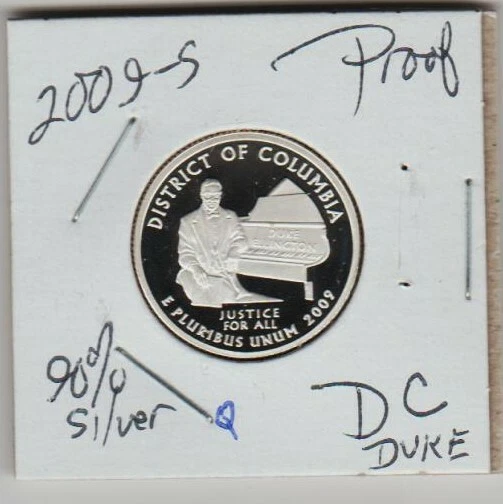 2009-S Proof
DISTRICT OF COLUMBIA
DUKE
ELLINGTON
JUSTICE
FOR ALL
E PLURIBUS UNUM 2009
90%
Silver Q
DC
DUKE